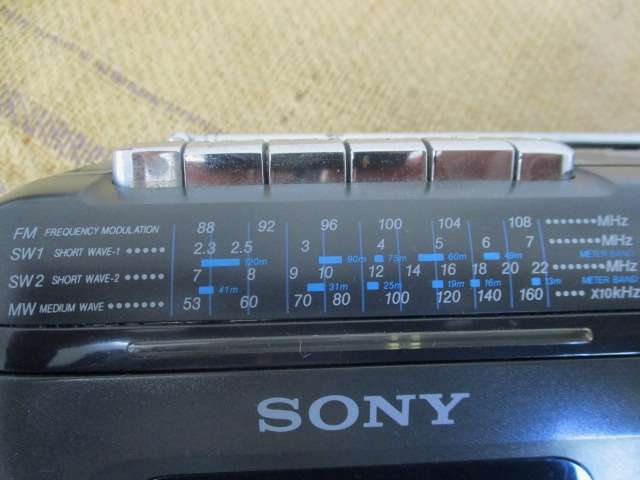 FM FREQUENCY MODULATION 88 92 96 100 104 108 ••••••• MHz
SW1 SHORT WAVE-1 ••••• 2.3 2.5 3 4 5 6 7 ••••••• MHz
120m 90m 75m 60m 49m METER BAND
SW2 SHORT WAVE-2 ••••• 7 8 9 10 12 14 16 18 20 22 ••••••• MHz
41m 31m 25m 19m 16m 13m METER BAND
MW MEDIUM WAVE •••••••• 53 60 70 80 100 120 140 160 •••• X10kHz
SONY